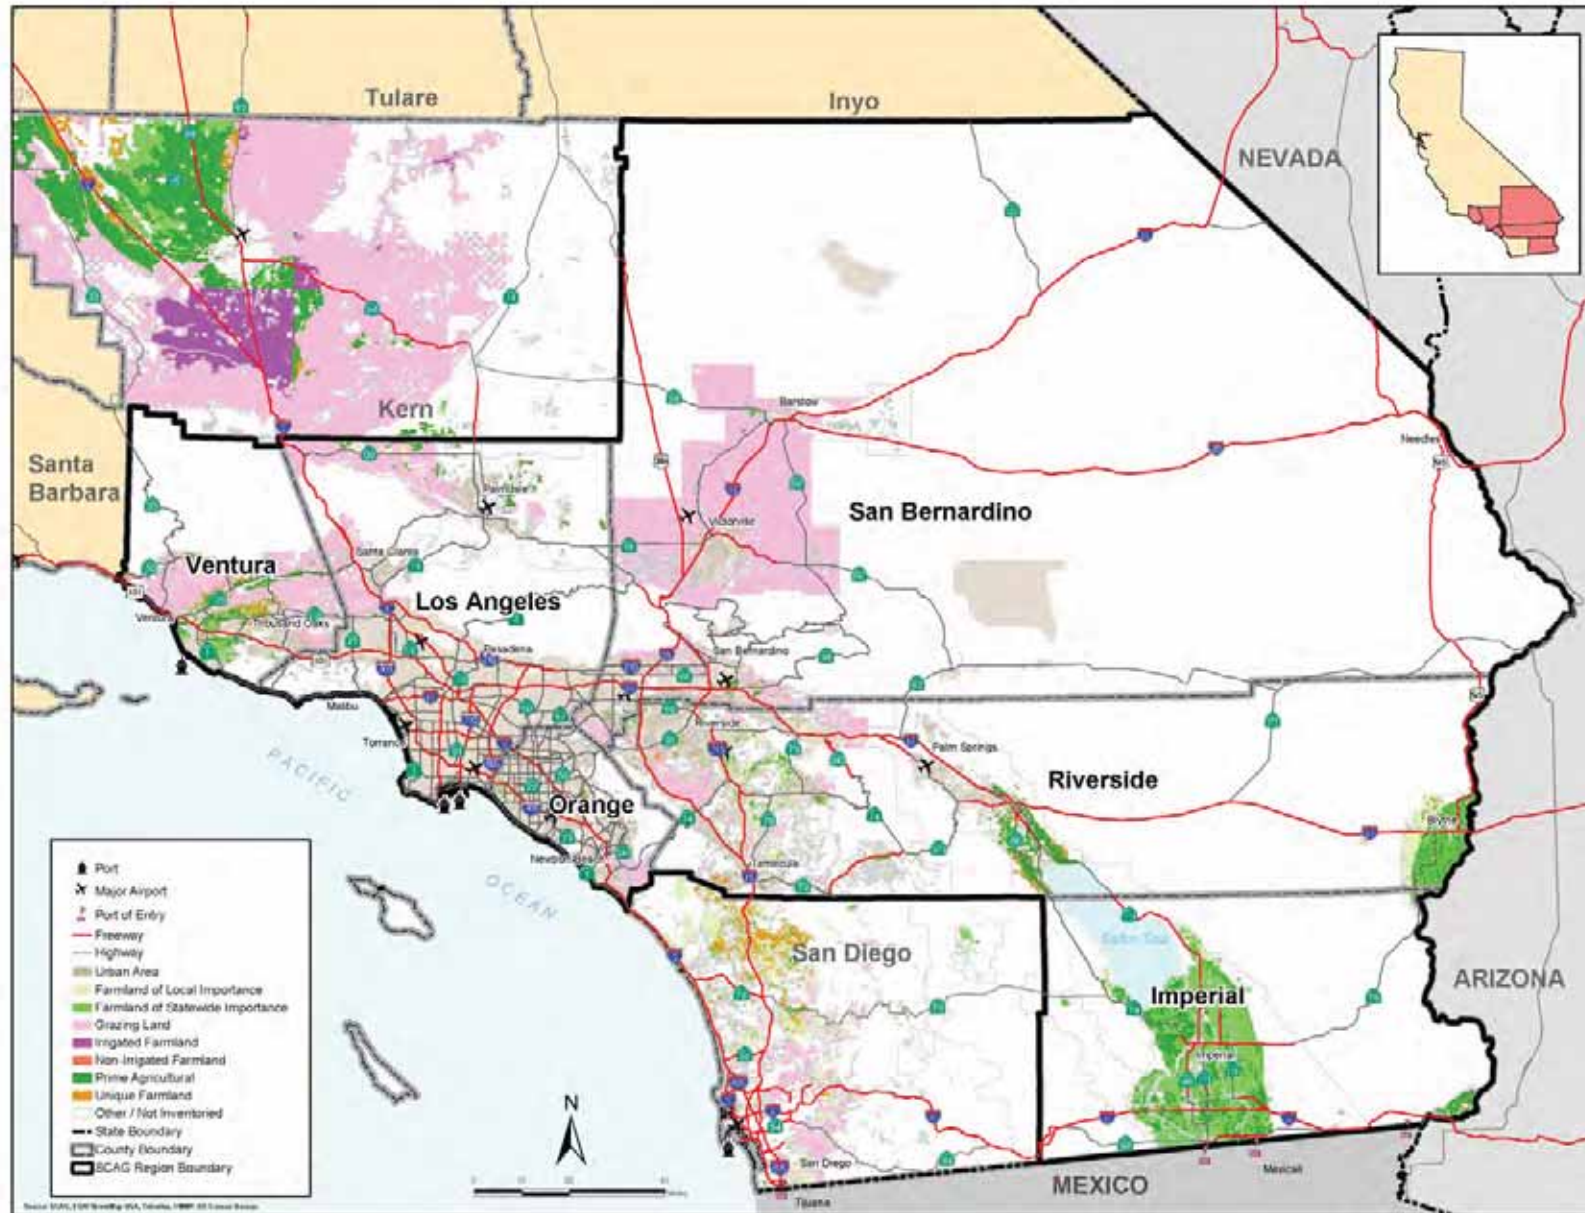 Tulare
Inyo
NEVADA
Kern
Santa
Barbara
Barstow
Needles
Palmdale
Victorville
San Bernardino
Ventura
Santa Clarita
Los Angeles
Ventura
Thousand Oaks
Pasadena
San Bernardino
Malibu
Riverside
Torrance
Palm Springs
PACIFIC
Riverside
Orange
Blythe
Newport Beach
Temecula
OCEAN
San Diego
Salton Sea
ARIZONA
Imperial
Imperial
San Diego
Mexicali
MEXICO
Tijuana
N
Port
Major Airport
Port of Entry
Freeway
Highway
Urban Area
Farmland of Local Importance
Farmland of Statewide Importance
Grazing Land
Irrigated Farmland
Non-Irrigated Farmland
Prime Agricultural
Unique Farmland
Other / Not Inventoried
State Boundary
County Boundary
SCAG Region Boundary